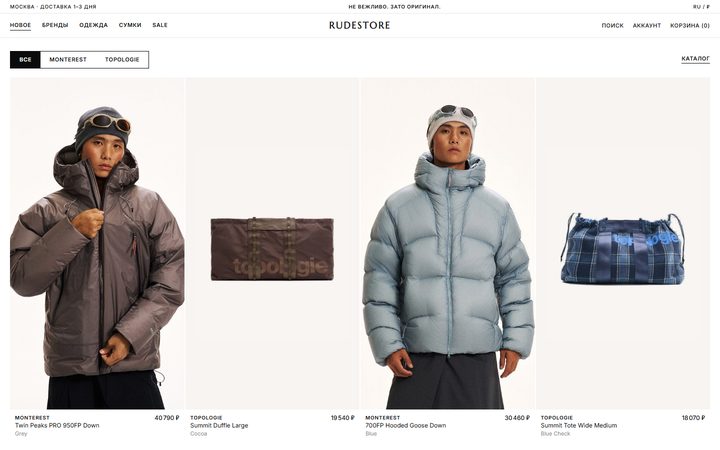 МОСКВА · ДОСТАВКА 1–3 ДНЯ
НЕ ВЕЖЛИВО. ЗАТО ОРИГИНАЛ.
RU / ₽
НОВОЕ БРЕНДЫ ОДЕЖДА СУМКИ SALE
RUDESTORE
ПОИСК АККАУНТ КОРЗИНА (0)
ВСЕ MONTEREST TOPOLOGIE
КАТАЛОГ
topologie
topologie
MONTEREST 40 790 ₽
Twin Peaks PRO 950FP Down
Grey
TOPOLOGIE 19 540 ₽
Summit Duffle Large
Cocoa
MONTEREST 30 460 ₽
700FP Hooded Goose Down
Blue
TOPOLOGIE 18 070 ₽
Summit Tote Wide Medium
Blue Check